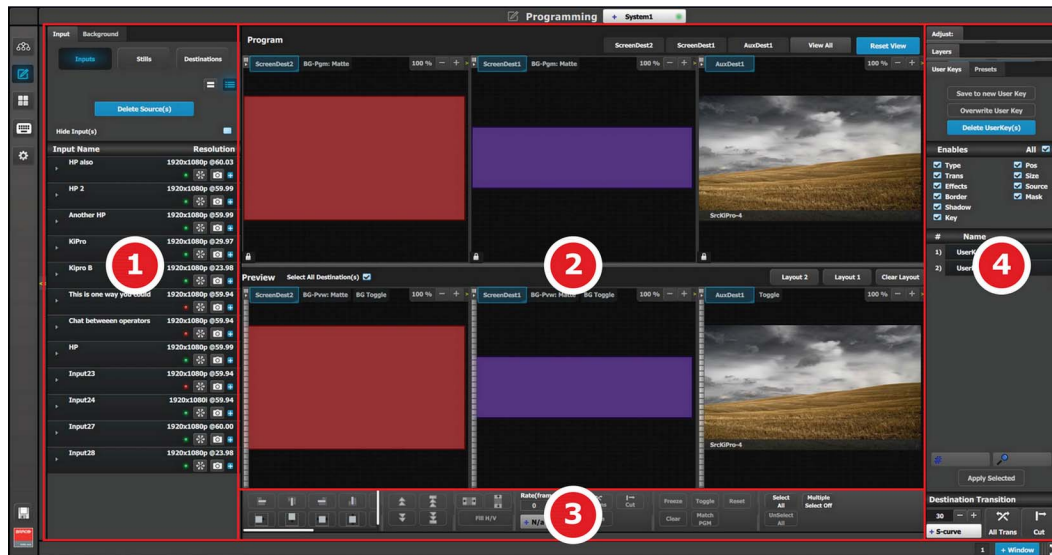 Programming
+ System1
Input Background
Inputs Stills Destinations
Delete Source(s)
Hide Input(s)
Input Name Resolution
HP also 1920x1080p @60.03
HP 2 1920x1080p @59.99
Another HP 1920x1080p @59.99
KiPro 1920x1080p @29.97
Kipro B 1920x1080p @23.98
This is one way you could 1920x1080p @59.94
Chat betweeen operators 1920x1080p @59.94
HP 1920x1080p @59.99
Input23 1920x1080p @59.94
Input24 1920x1080i @59.94
Input27 1920x1080p @60.00
Input28 1920x1080p @23.98
1
Program
ScreenDest2 ScreenDest1 AuxDest1 View All Reset View
ScreenDest2 BG-Pgm: Matte 100 % − +
ScreenDest1 BG-Pgm: Matte 100 % − +
AuxDest1 100 % − +
SrcKiPro-4
2
Preview Select All Destination(s) Layout 2 Layout 1 Clear Layout
ScreenDest2 BG-Pvw: Matte BG Toggle 100 % − +
ScreenDest1 BG-Pvw: Matte BG Toggle 100 % − +
AuxDest1 Toggle 100 % − +
SrcKiPro-4
Fill H/V
0
+ N/a
3
Cut
Freeze Toggle Reset
Clear Match PGM
Select All
UnSelect All
Multiple Select Off
Adjust:
Layers
User Keys Presets
Save to new User Key
Overwrite User Key
Delete UserKey(s)
Enables All
Type Pos
Trans Size
Effects Source
Border Mask
Shadow
Key
# Name
1)
2)
4
#
Apply Selected
Destination Transition
30 − +
+ S-curve All Trans Cut
1 + Window